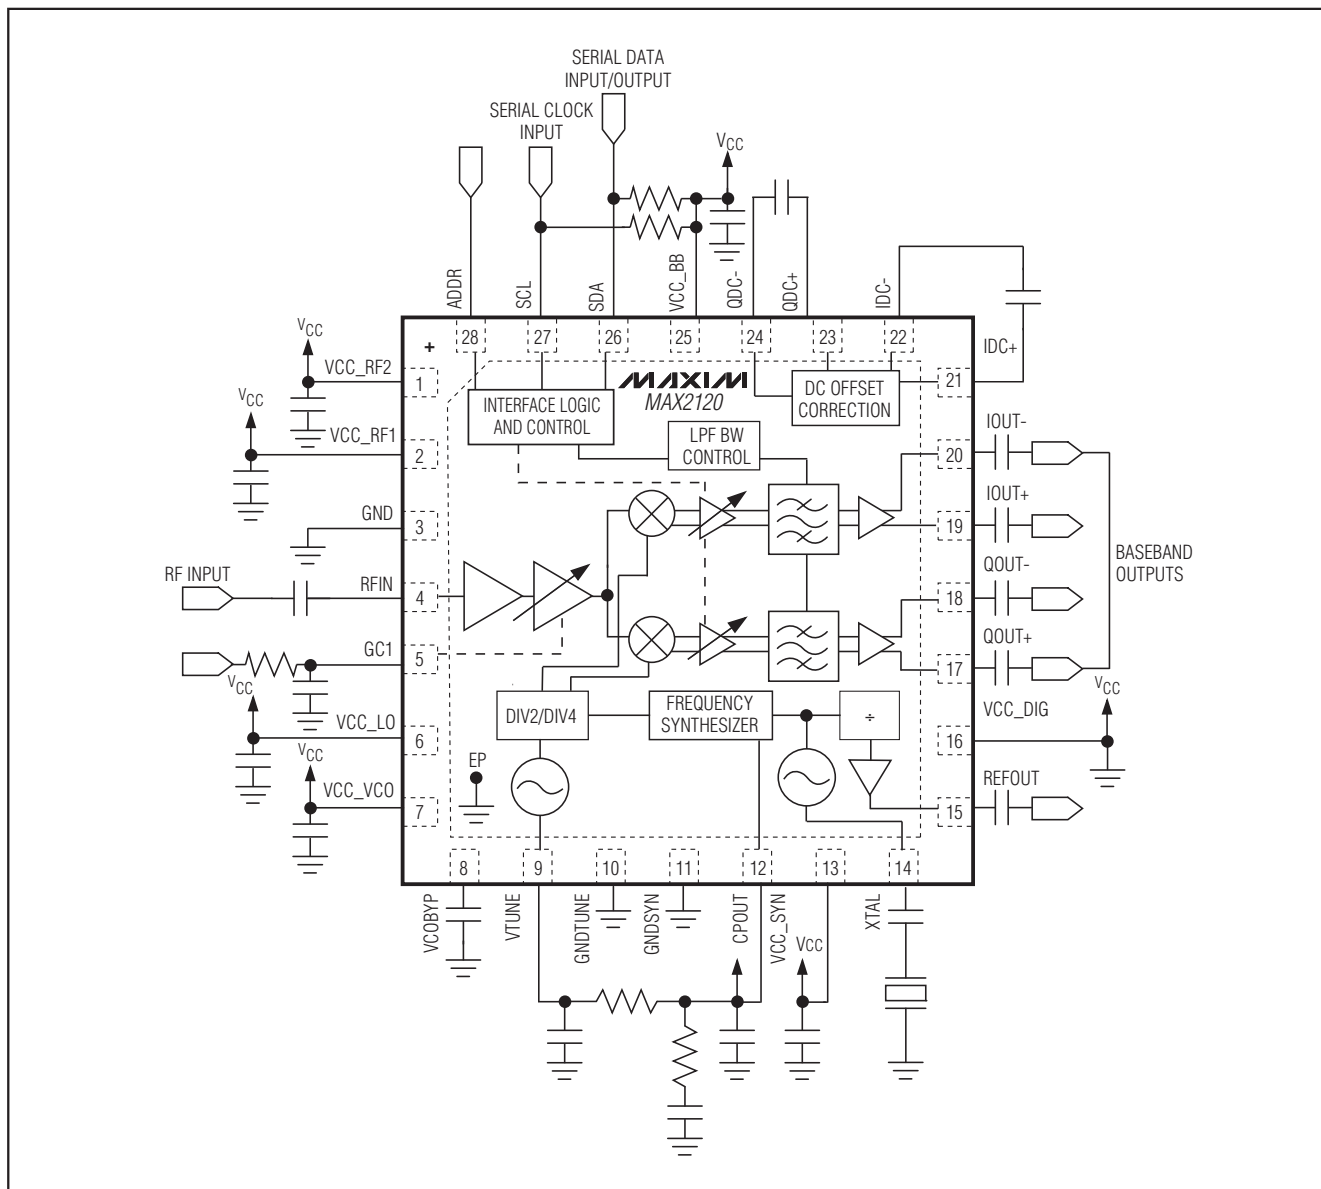 SERIAL DATA
INPUT/OUTPUT
SERIAL CLOCK
INPUT
VCC
ADDR
SCL
SDA
VCC_BB
QDC-
QDC+
IDC-
IDC+
28
27
26
25
24
23
22
+
VCC
VCC_RF2
1
VCC
VCC_RF1
2
GND
3
RF INPUT
RFIN
4
GC1
5
VCC
VCC_LO
6
VCC
VCC_VCO
7
MAXIM
MAX2120
INTERFACE LOGIC
AND CONTROL
DC OFFSET
CORRECTION
LPF BW
CONTROL
DIV2/DIV4
FREQUENCY
SYNTHESIZER
÷
EP
21
IOUT-
20
IOUT+
19
QOUT-
18
QOUT+
17
BASEBAND
OUTPUTS
VCC
VCC_DIG
16
REFOUT
15
8
9
10
11
12
13
14
VCOBYP
VTUNE
GNDTUNE
GNDSYN
CPOUT
VCC_SYN
XTAL
VCC